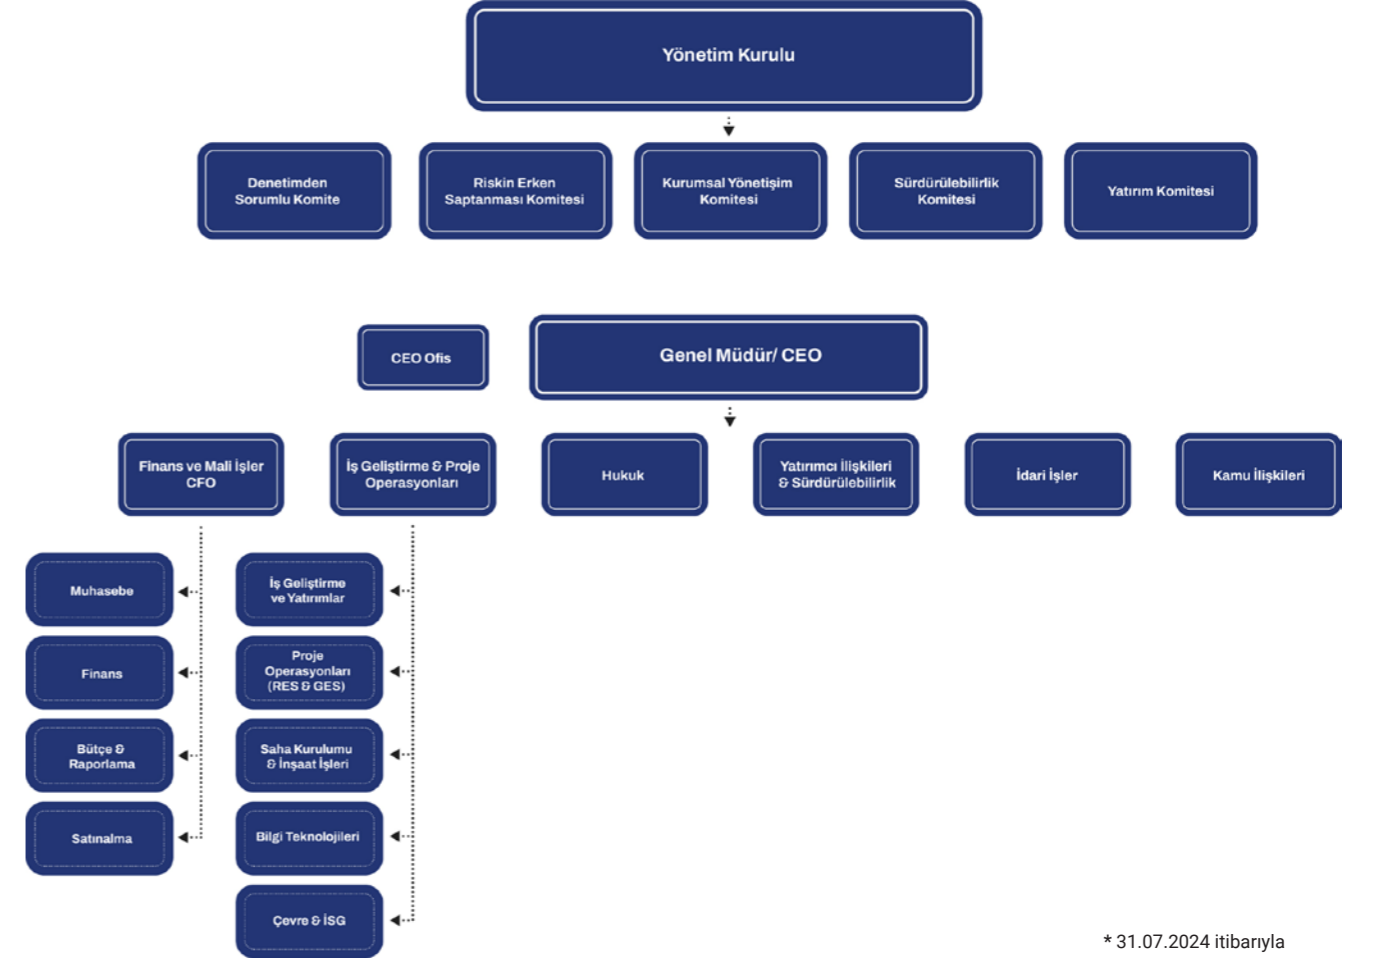 Yönetim Kurulu
Denetimden
Sorumlu Komite
Riskin Erken
Saptanması Komitesi
Kurumsal Yönetişim
Komitesi
Sürdürülebilirlik
Komitesi
Yatırım Komitesi
CEO Ofis
Genel Müdür/ CEO
Finans ve Mali İşler
CFO
İş Geliştirme & Proje
Operasyonları
Hukuk
Yatırımcı İlişkileri
& Sürdürülebilirlik
İdari İşler
Kamu İlişkileri
Muhasebe
Finans
Bütçe &
Raporlama
Satınalma
İş Geliştirme
ve Yatırımlar
Proje
Operasyonları
(RES & GES)
Saha Kurulumu
& İnşaat İşleri
Bilgi Teknolojileri
Çevre & İSG
* 31.07.2024 itibarıyla